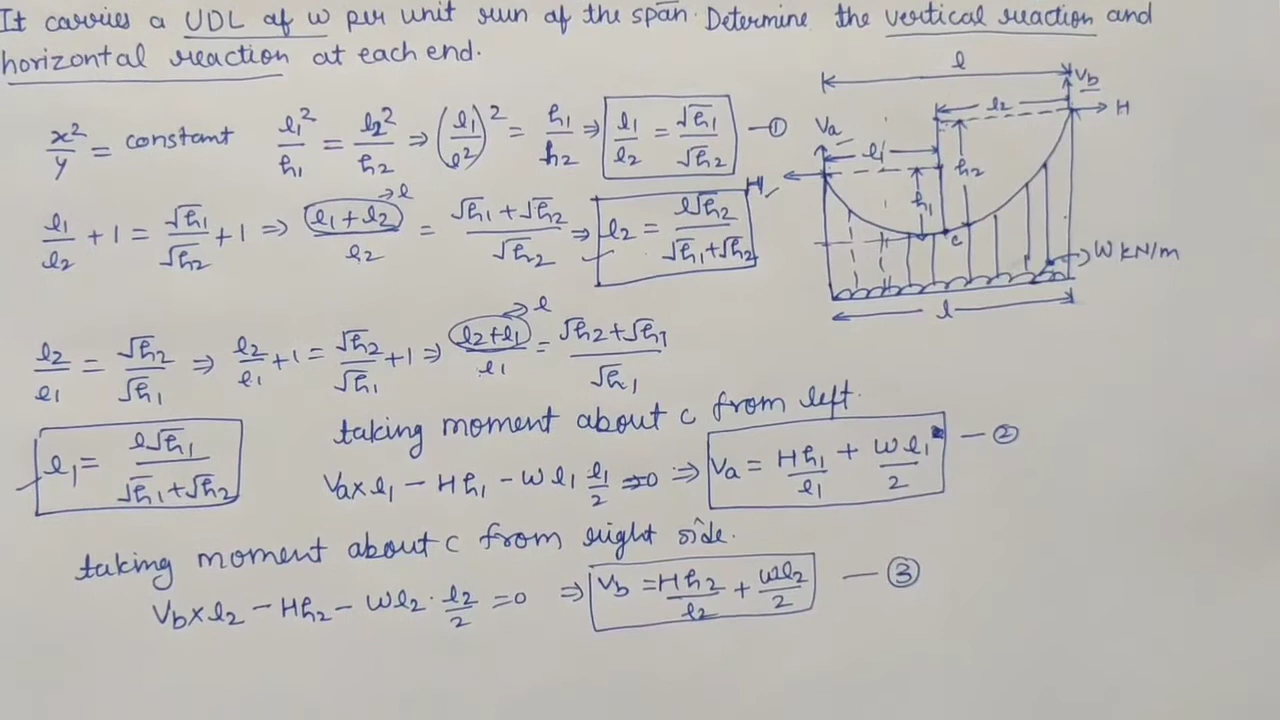 It carries a UDL of w per unit run of the span. Determine the vertical reaction and
horizontal reaction at each end.
x²/y = constant l₁²/h₁ = l₂²/h₂ ⇒ (l₁/l²)² = h₁/h₂ ⇒ l₁/l₂ = √h₁/√h₂ —①
l₁/l₂ + 1 = √h₁/√h₂ + 1 ⇒ (l₁ + l₂)/l₂ → l = (√h₁ + √h₂)/√h₂ ⇒ l₂ = l√h₂/(√h₁+√h₂)
l₂/l₁ = √h₂/√h₁ ⇒ l₂/l₁ + 1 = √h₂/√h₁ + 1 ⇒ (l₂+l₁)/l₁ → l = (√h₂+√h₁)/√h₁
l₁ = l√h₁/(√h₁+√h₂)
taking moment about c from left.
Va×l₁ − Hh₁ − wl₁ l₁/2 = 0 ⇒ Va = Hh₁/l₁ + wl₁/2 —②
taking moment about c from right side.
Vb×l₂ − Hh₂ − wl₂ · l₂/2 = 0 ⇒ Vb = Hh₂/l₂ + wl₂/2 —③
l
Vb
l₂
H
Va
l₁
h₂
H
h₁
c
w kN/m
l